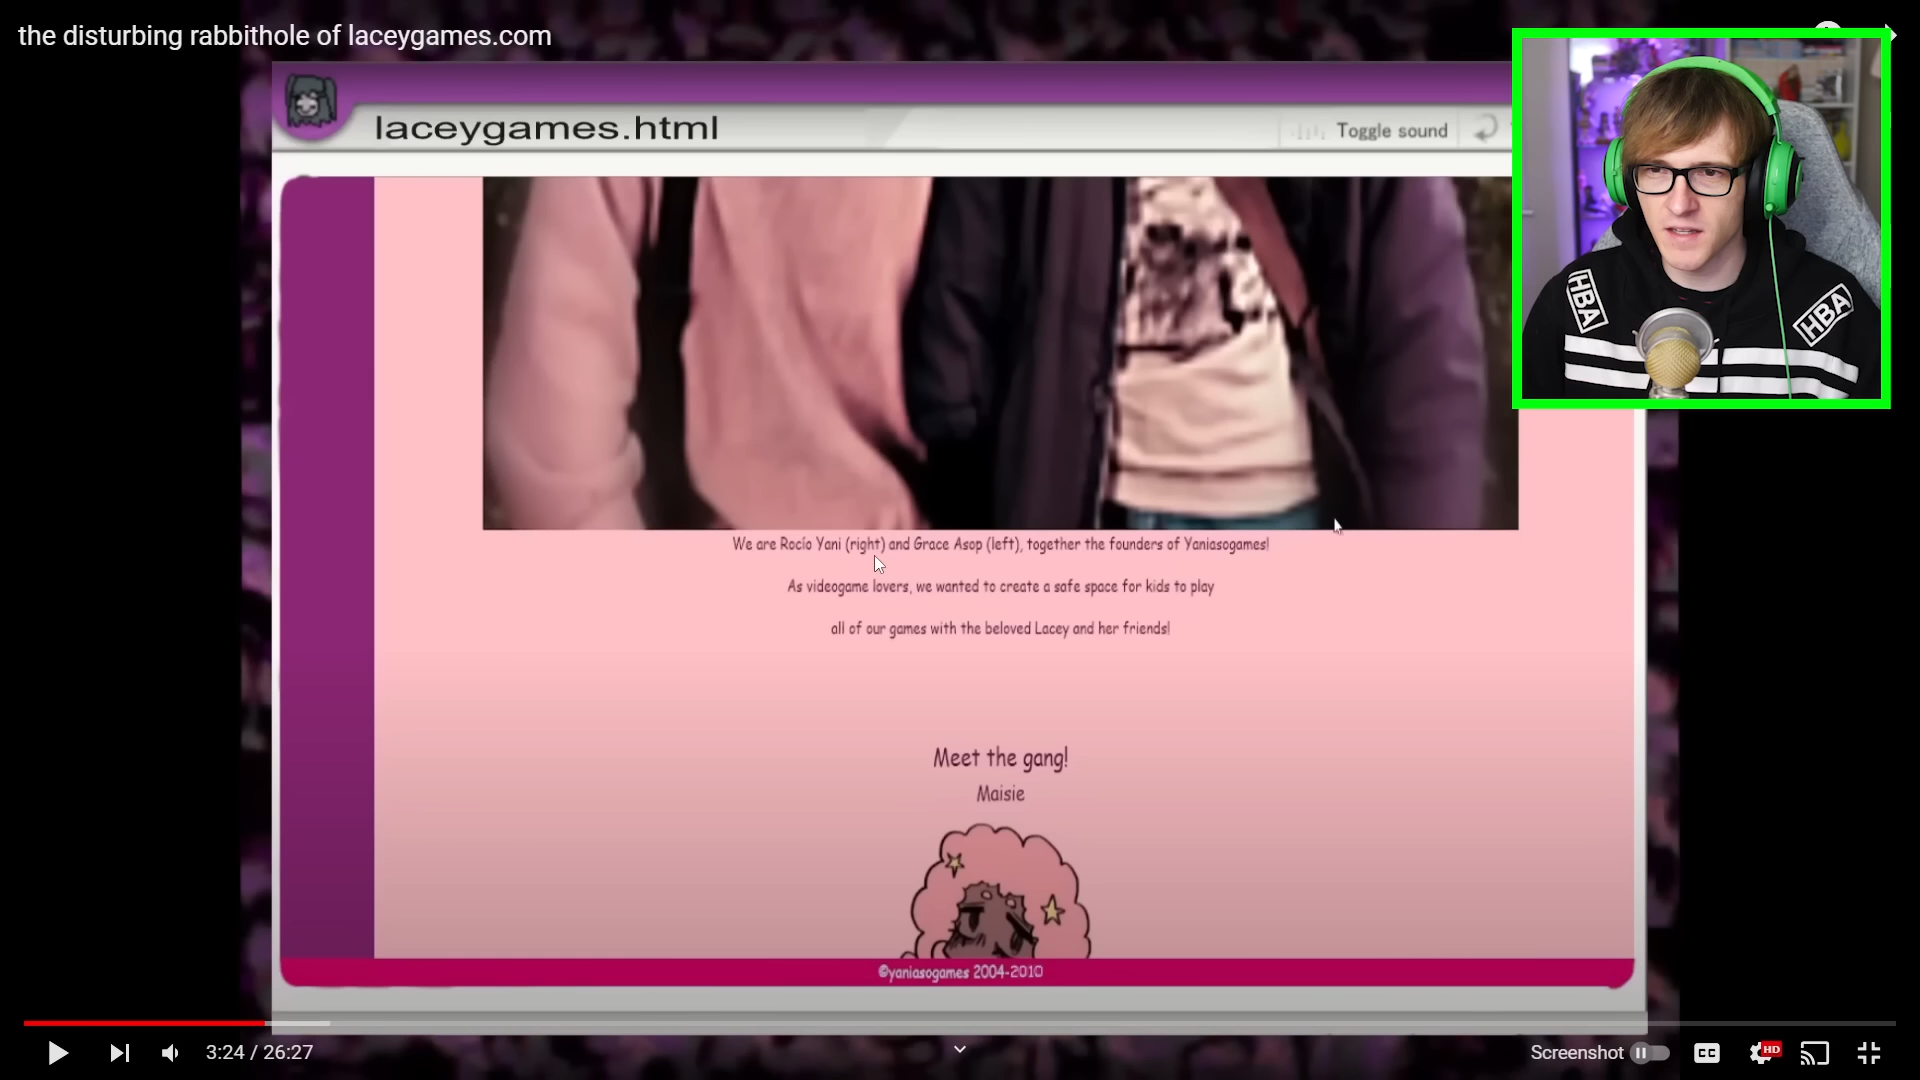 the disturbing rabbithole of laceygames.com
laceygames.html
Toggle sound
HBA
HBA
We are Rocío Yani (right) and Grace Asop (left), together the founders of Yaniasogames!
As videogame lovers, we wanted to create a safe space for kids to play
all of our games with the beloved Lacey and her friends!
Meet the gang!
Maisie
©yaniasogames 2004-2010
3:24 / 26:27
Screenshot
CC
HD